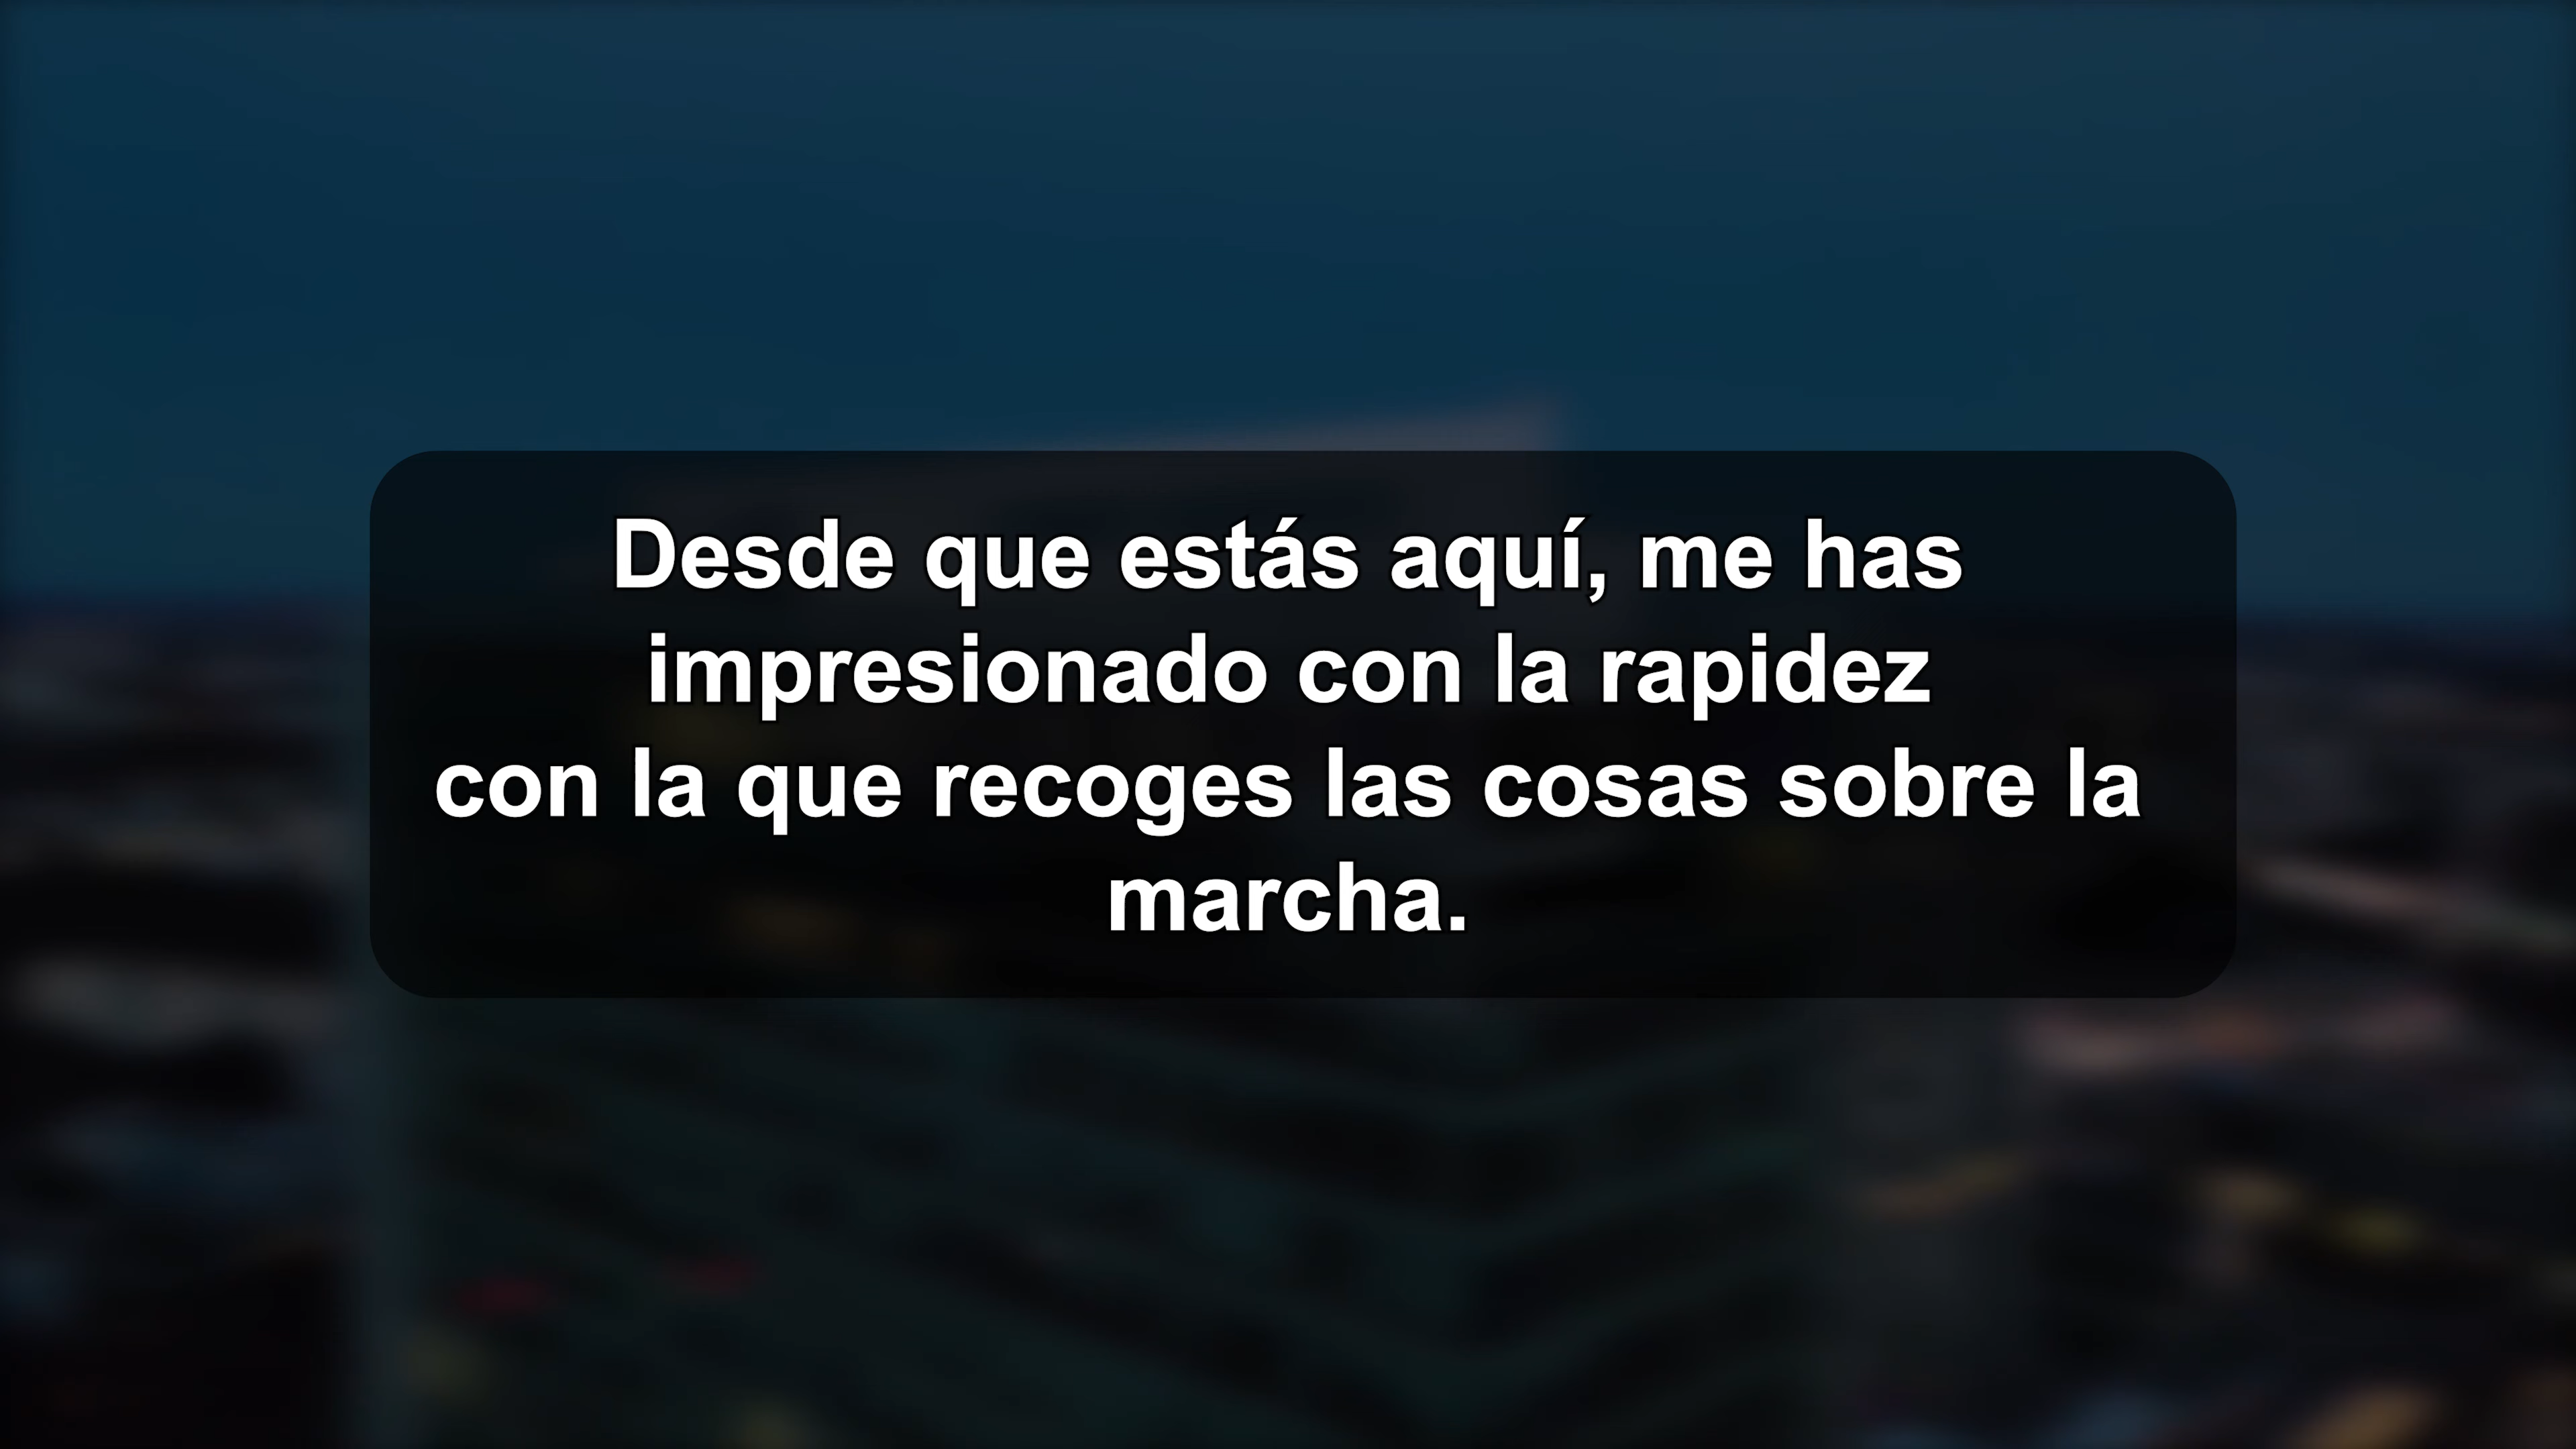 Desde que estás aquí, me has
impresionado con la rapidez
con la que recoges las cosas sobre la
marcha.